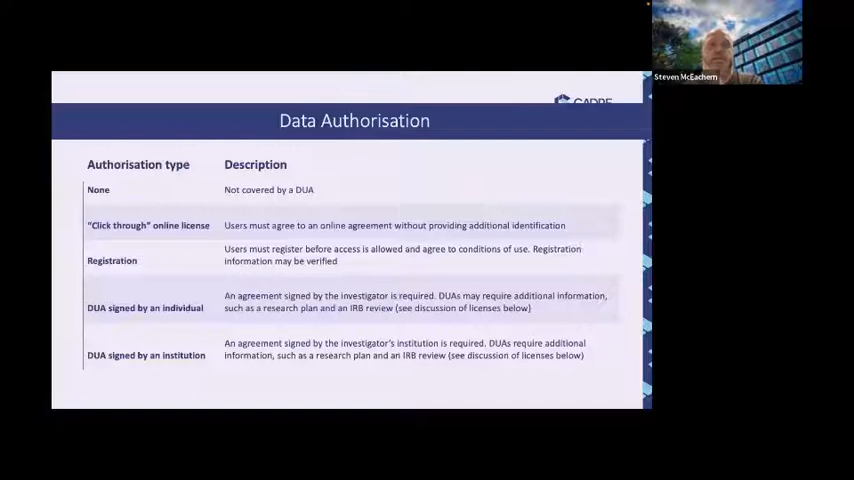 Steven McEachern
CADRE
Data Authorisation
Authorisation type Description
None Not covered by a DUA
“Click through” online license Users must agree to an online agreement without providing additional identification
Users must register before access is allowed and agree to conditions of use. Registration
Registration information may be verified
An agreement signed by the investigator is required. DUAs may require additional information,
DUA signed by an individual such as a research plan and an IRB review (see discussion of licenses below)
An agreement signed by the investigator’s institution is required. DUAs require additional
DUA signed by an institution information, such as a research plan and an IRB review (see discussion of licenses below)